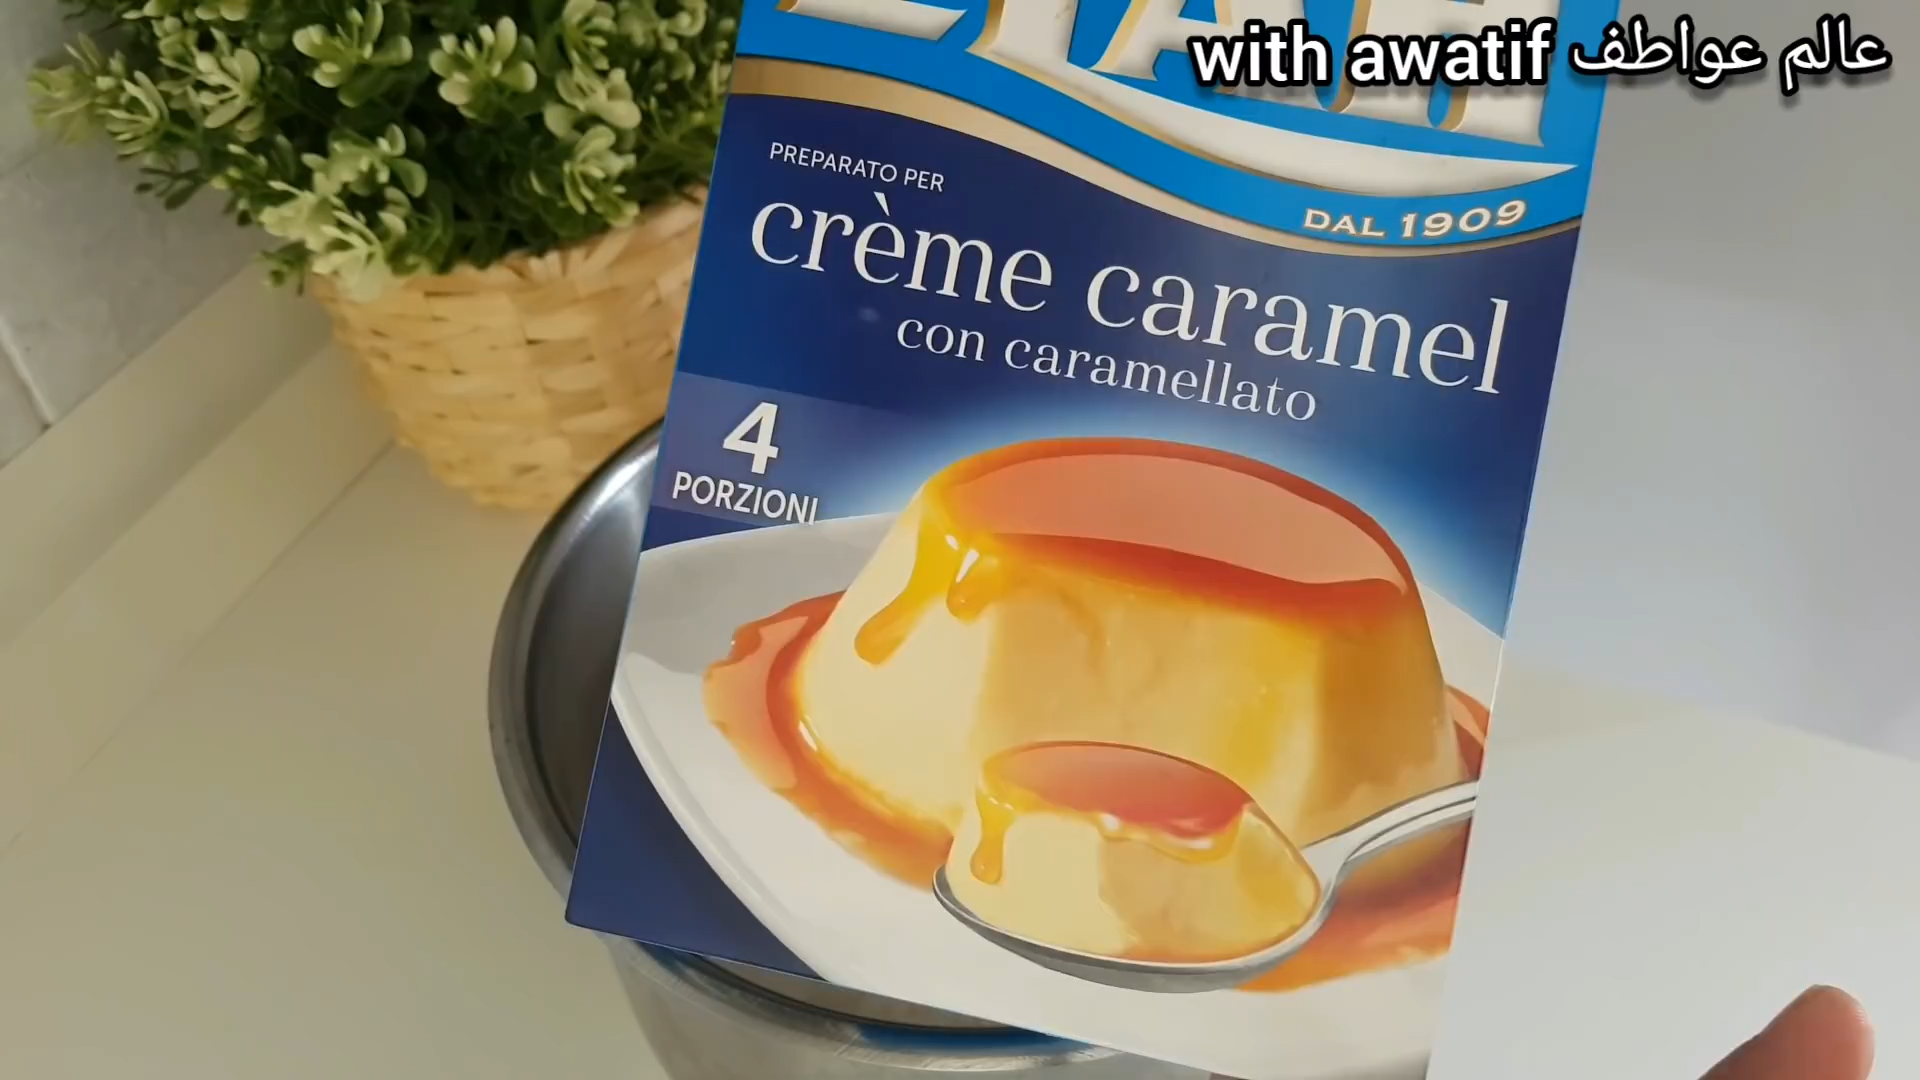 with awatif عالم عواطف
DAL 1909
PREPARATO PER
crème caramel
con caramellato
4
PORZIONI